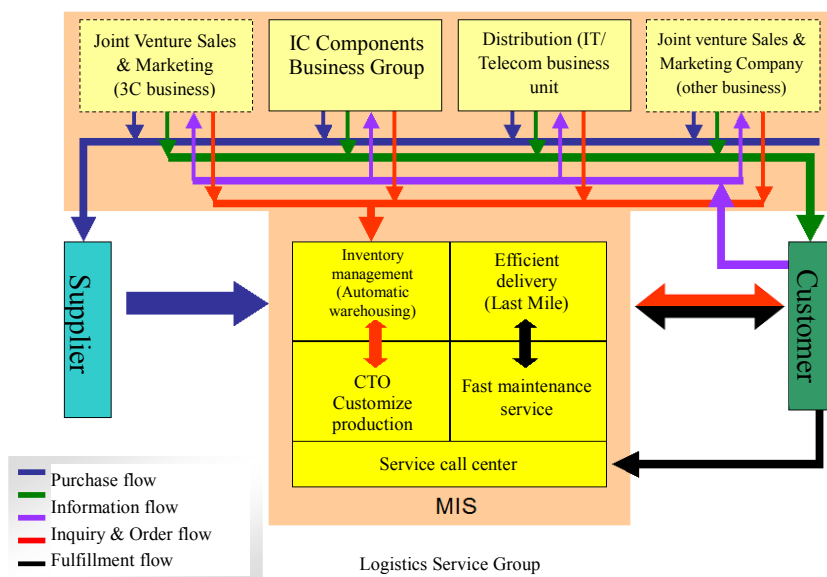 Joint Venture Sales
& Marketing
(3C business)
IC Components
Business Group
Distribution (IT/
Telecom business
unit
Joint venture Sales &
Marketing Company
(other business)
Supplier
Inventory
management
(Automatic
warehousing)
Efficient
delivery
(Last Mile)
Customer
CTO
Customize
production
Fast maintenance
service
Service call center
MIS
Purchase flow
Information flow
Inquiry & Order flow
Fulfillment flow
Logistics Service Group